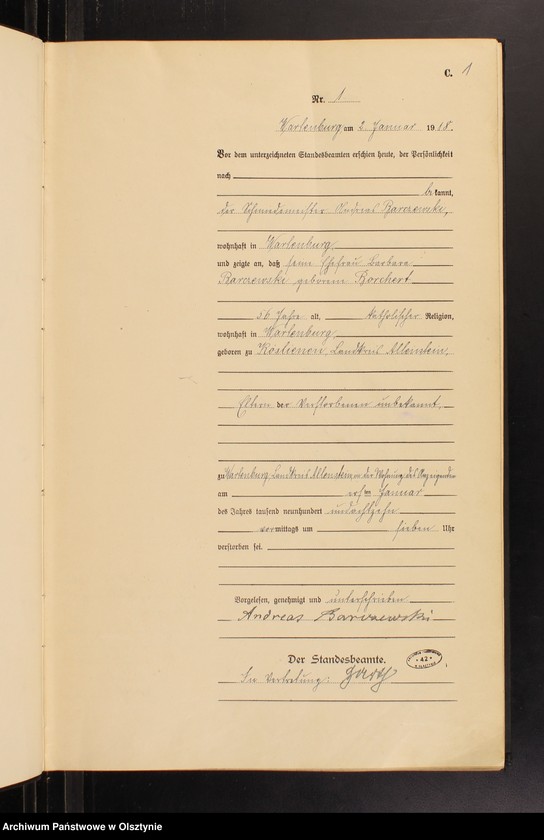 C. 1
Nr. 1
Wartenburg am 2. Januar 1918.
Vor dem unterzeichneten Standesbeamten erschien heute, der Persönlichkeit
nach
bekannt,
der Schmiedemeister Andreas Barczewski,
wohnhaft in Wartenburg
und zeigte an, daß seine Ehefrau Barbara
Barczewski geborene Borchert
56 Jahre alt, katholischer Religion,
wohnhaft in Wartenburg
geboren zu Landkreis Allenstein,
Eltern der Verstorbenen unbekannt,
zu Wartenburg, Landkreis Allenstein in der Wohnung des Anzeigenden
am ersten Januar
des Jahres tausend neunhundert undachtzehn
vormittags um sieben Uhr
verstorben sei.
Vorgelesen, genehmigt und unterschrieben
Andreas Barczewski
Der Standesbeamte.
In Vertretung:
42
Archiwum Państwowe w Olsztynie